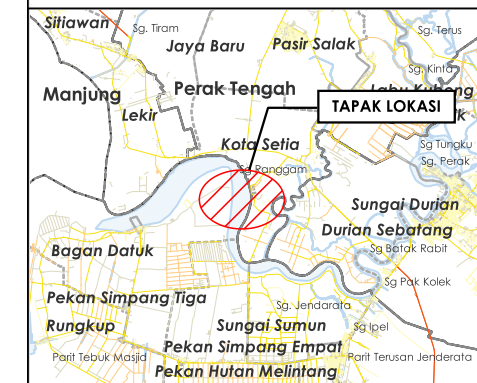 Sitiawan
Sg. Tiram
Jaya Baru
Pasir Salak
Sg. Terus
Sg. Kinta
Manjung
Perak Tengah
TAPAK LOKASI
Lekir
Kota Setia
Sg Tungku
Sg. Perak
Ranggam
Sungai Durian
Durian Sebatang
Bagan Datuk
Sg Batak Rabit
Sg Pak Kolek
Pekan Simpang Tiga
Sg. Jendarata
Rungkup
Sungai Sumun
Sg Ipel
Pekan Simpang Empat
Parit Tebuk Masjid
Parit Terusan Jenderata
Pekan Hutan Melintang